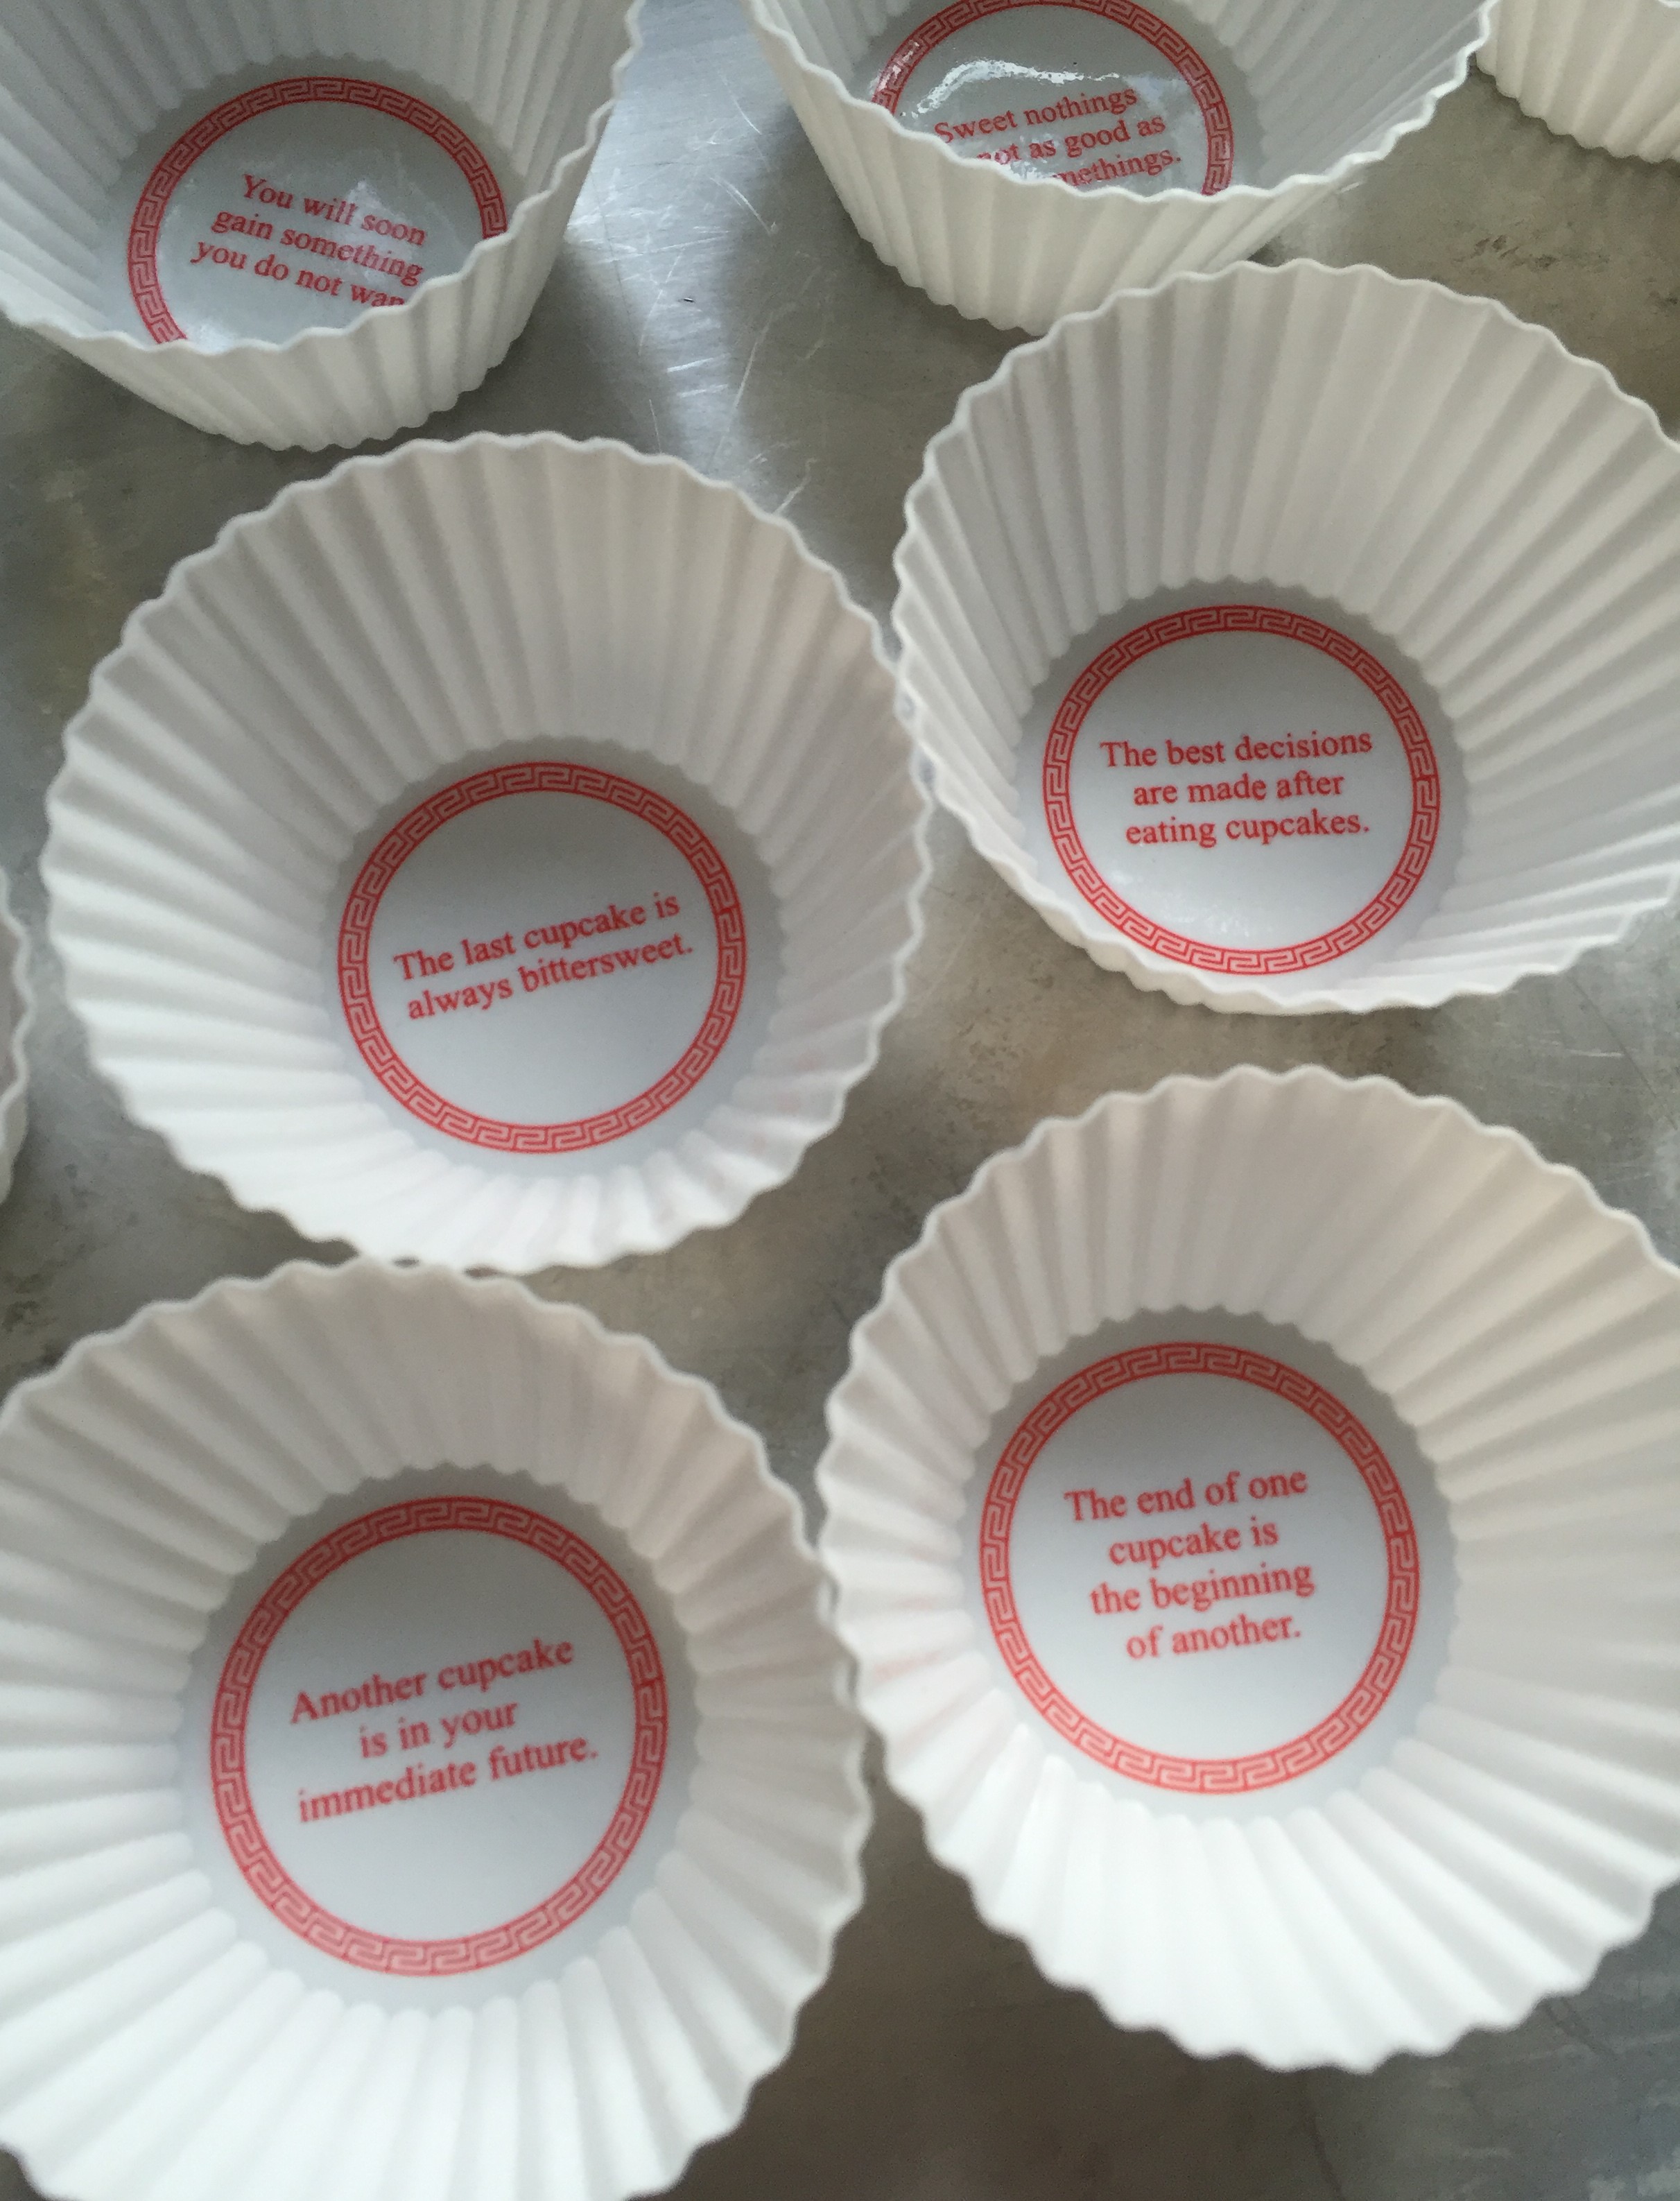 You will soon
gain something
you do not
Sweet nothings
not as good as
The best decisions
are made after
eating cupcakes.
The last cupcake is
always bittersweet.
The end of one
cupcake is
the beginning
of another.
Another cupcake
is in your
immediate future.